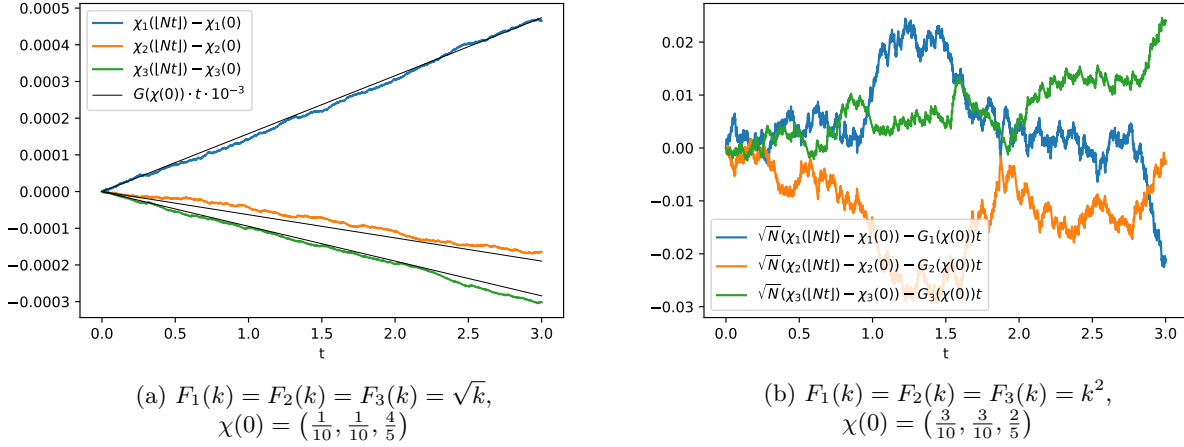 0.0005
0.0004
0.0003
0.0002
0.0001
0.0000
−0.0001
−0.0002
−0.0003
χ₁(⌊Nt⌋) − χ₁(0)
χ₂(⌊Nt⌋) − χ₂(0)
χ₃(⌊Nt⌋) − χ₃(0)
G(χ(0)) · t · 10⁻³
0.0 0.5 1.0 1.5 2.0 2.5 3.0
t
(a) F₁(k) = F₂(k) = F₃(k) = √k,
χ(0) = (1/10, 1/10, 4/5)
0.02
0.01
0.00
−0.01
−0.02
−0.03
√N(χ₁(⌊Nt⌋) − χ₁(0)) − G₁(χ(0))t
√N(χ₂(⌊Nt⌋) − χ₂(0)) − G₂(χ(0))t
√N(χ₃(⌊Nt⌋) − χ₃(0)) − G₃(χ(0))t
0.0 0.5 1.0 1.5 2.0 2.5 3.0
t
(b) F₁(k) = F₂(k) = F₃(k) = k²,
χ(0) = (3/10, 3/10, 2/5)